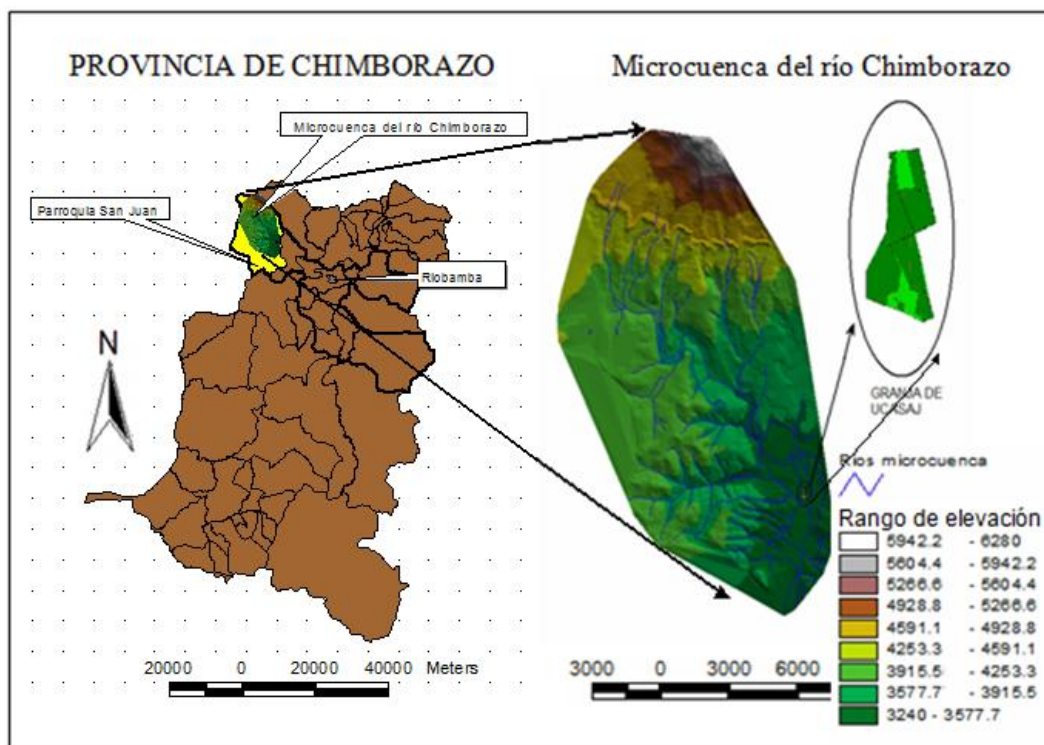 PROVINCIA DE CHIMBORAZO
Microcuenca del río Chimborazo
Parroquia San Juan
Riobamba
N
20000 0 20000 40000 Meters
Microcuenca del río Chimborazo
GRANJA DE
UCASAJ
Ríos microcuenca
Rango de elevación
5942.2 - 6280
5604.4 - 5942.2
5266.6 - 5604.4
4928.8 - 5266.6
4591.1 - 4928.8
4253.3 - 4591.1
3915.5 - 4253.3
3577.7 - 3915.5
3240 - 3577.7
3000 0 3000 6000